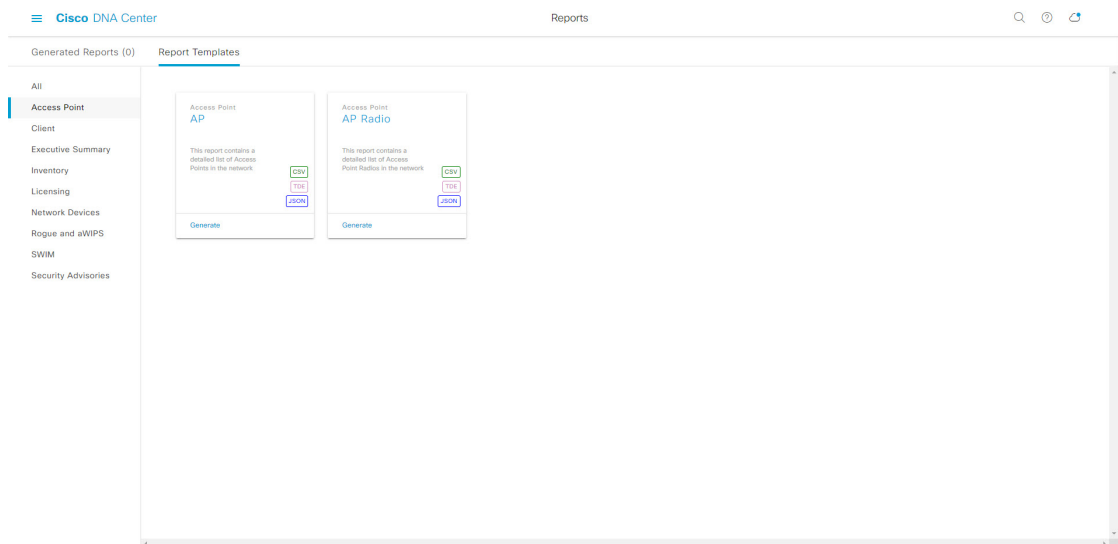 Cisco DNA Center
Reports
Generated Reports (0)
Report Templates
All
Access Point
Client
Executive Summary
Inventory
Licensing
Network Devices
Rogue and aWIPS
SWIM
Security Advisories
Access Point
AP
This report contains a
detailed list of Access
Points in the network
CSV
TDE
JSON
Generate
Access Point
AP Radio
This report contains a
detailed list of Access
Point Radios in the network
CSV
TDE
JSON
Generate